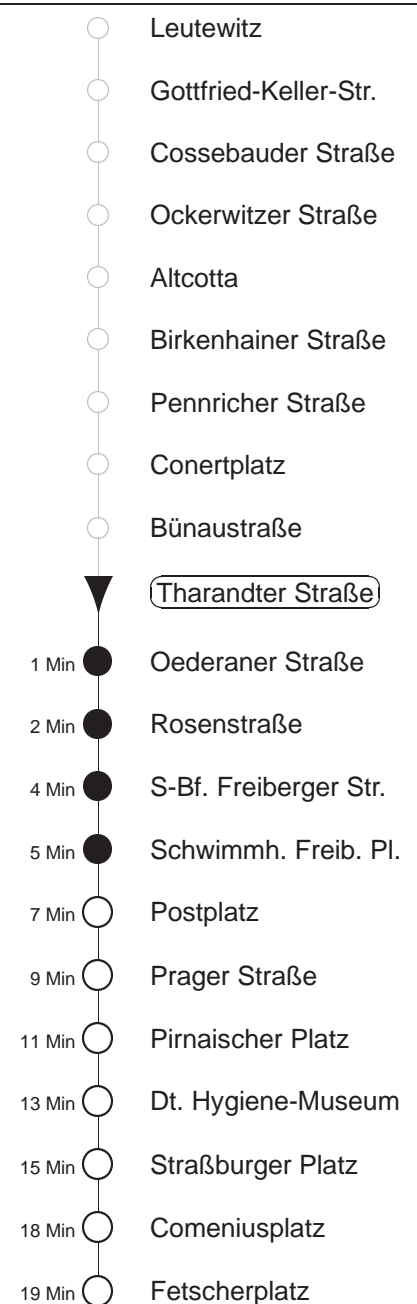 Leutewitz
Gottfried-Keller-Str.
Cossebauder Straße
Ockerwitzer Straße
Altcotta
Birkenhainer Straße
Pennricher Straße
Conertplatz
Bünaustraße
Tharandter Straße
1 Min Oederaner Straße
2 Min Rosenstraße
4 Min S-Bf. Freiberger Str.
5 Min Schwimmh. Freib. Pl.
7 Min Postplatz
9 Min Prager Straße
11 Min Pirnaischer Platz
13 Min Dt. Hygiene-Museum
15 Min Straßburger Platz
18 Min Comeniusplatz
19 Min Fetscherplatz